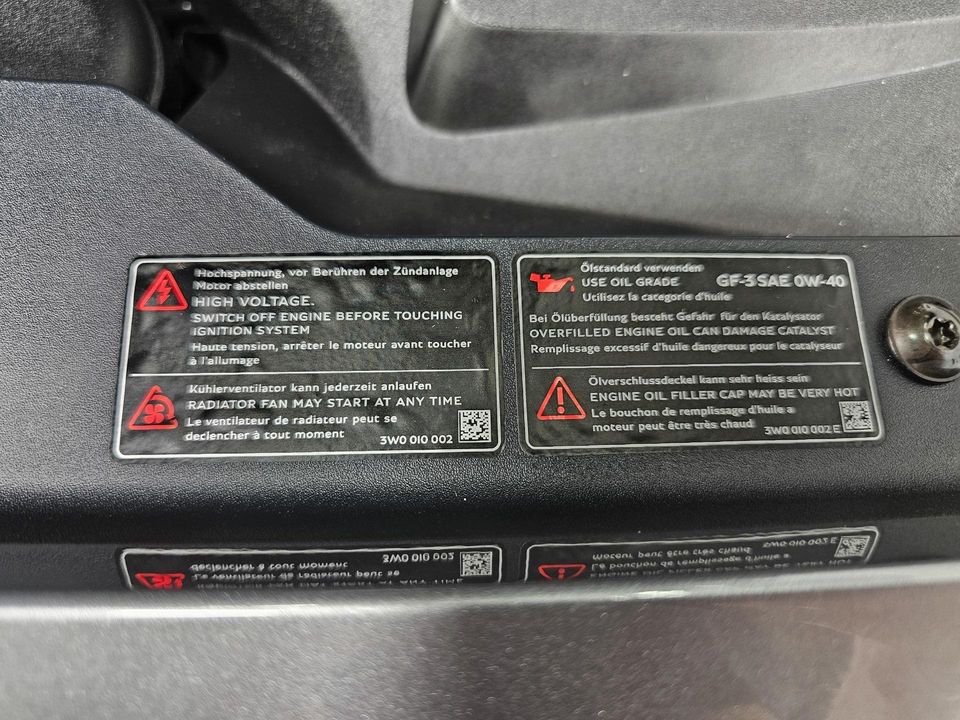 Hochspannung, vor Berühren der Zündanlage
Motor abstellen
HIGH VOLTAGE.
SWITCH OFF ENGINE BEFORE TOUCHING
IGNITION SYSTEM
Haute tension, arrêter le moteur avant toucher
à l'allumage
Kühlerventilator kann jederzeit anlaufen
RADIATOR FAN MAY START AT ANY TIME
Le ventilateur de radiateur peut se
declencher à tout moment
3W0 010 002
Ölstandard verwenden
USE OIL GRADE GF-3 SAE 0W-40
Utilisez la categorie d'huile
Bei Ölüberfüllung besteht Gefahr für den Katalysator
OVERFILLED ENGINE OIL CAN DAMAGE CATALYST
Remplissage excessif d'huile dangereux pour le catalyseur
Ölverschlussdeckel kann sehr heiss sein
ENGINE OIL FILLER CAP MAY BE VERY HOT
Le bouchon de remplissage d'huile a
moteur peut être très chaud
3W0 010 002 E